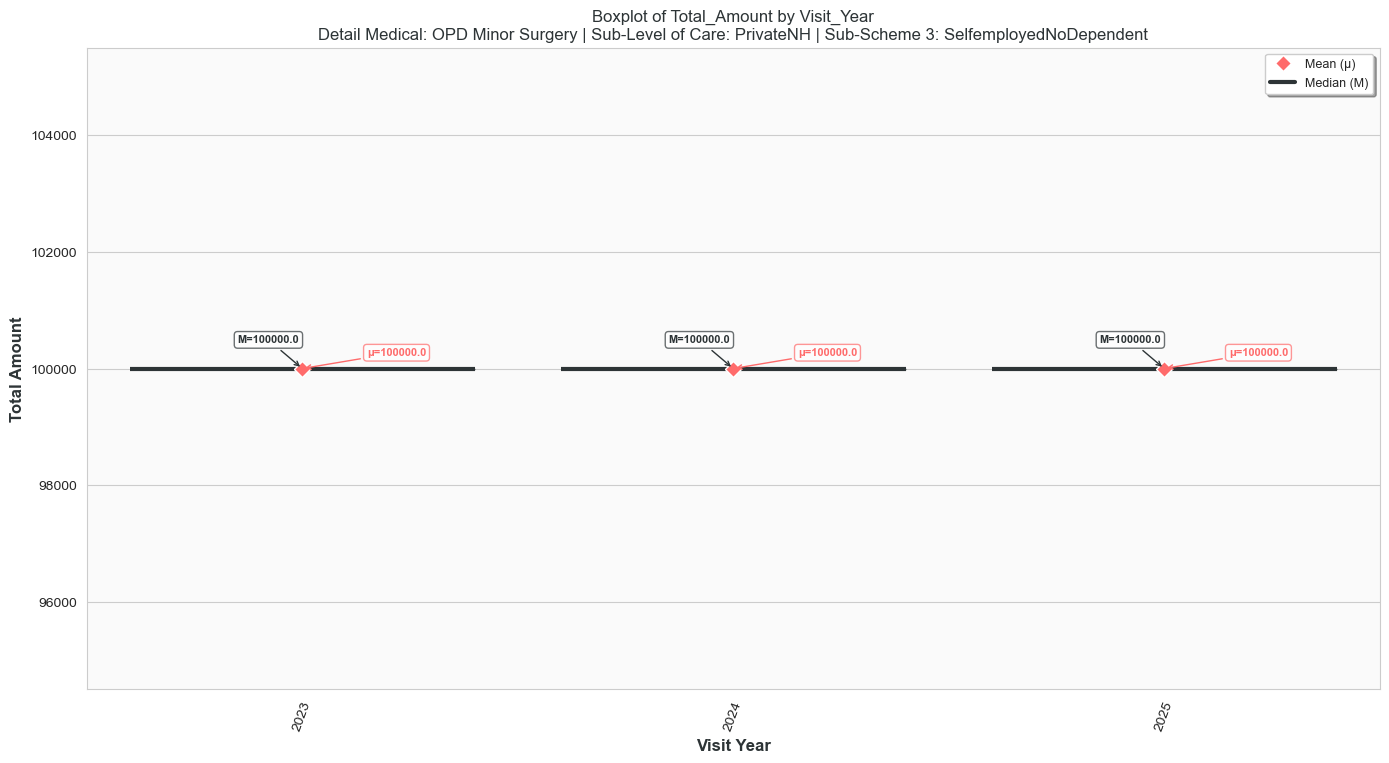 Boxplot of Total_Amount by Visit_Year
Detail Medical: OPD Minor Surgery | Sub-Level of Care: PrivateNH | Sub-Scheme 3: SelfemployedNoDependent
Mean (μ)
Median (M)
104000
102000
100000
98000
96000
Total Amount
M=100000.0
μ=100000.0
M=100000.0
μ=100000.0
M=100000.0
μ=100000.0
2023
2024
2025
Visit Year